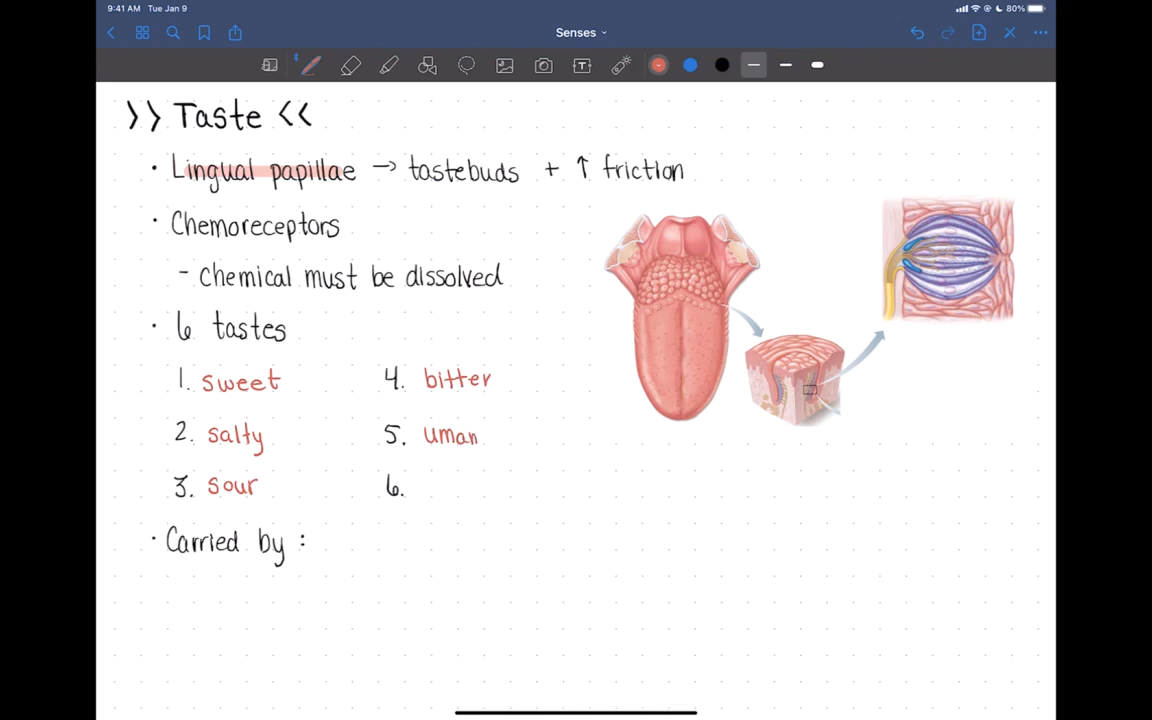 9:41 AM Tue Jan 9
80%
Senses
>> Taste <<
· Lingual papillae → tastebuds + ↑ friction
· Chemoreceptors
- chemical must be dissolved
· 6 tastes
1. sweet 4. bitter
2. salty 5. uman
3. sour 6.
· Carried by :